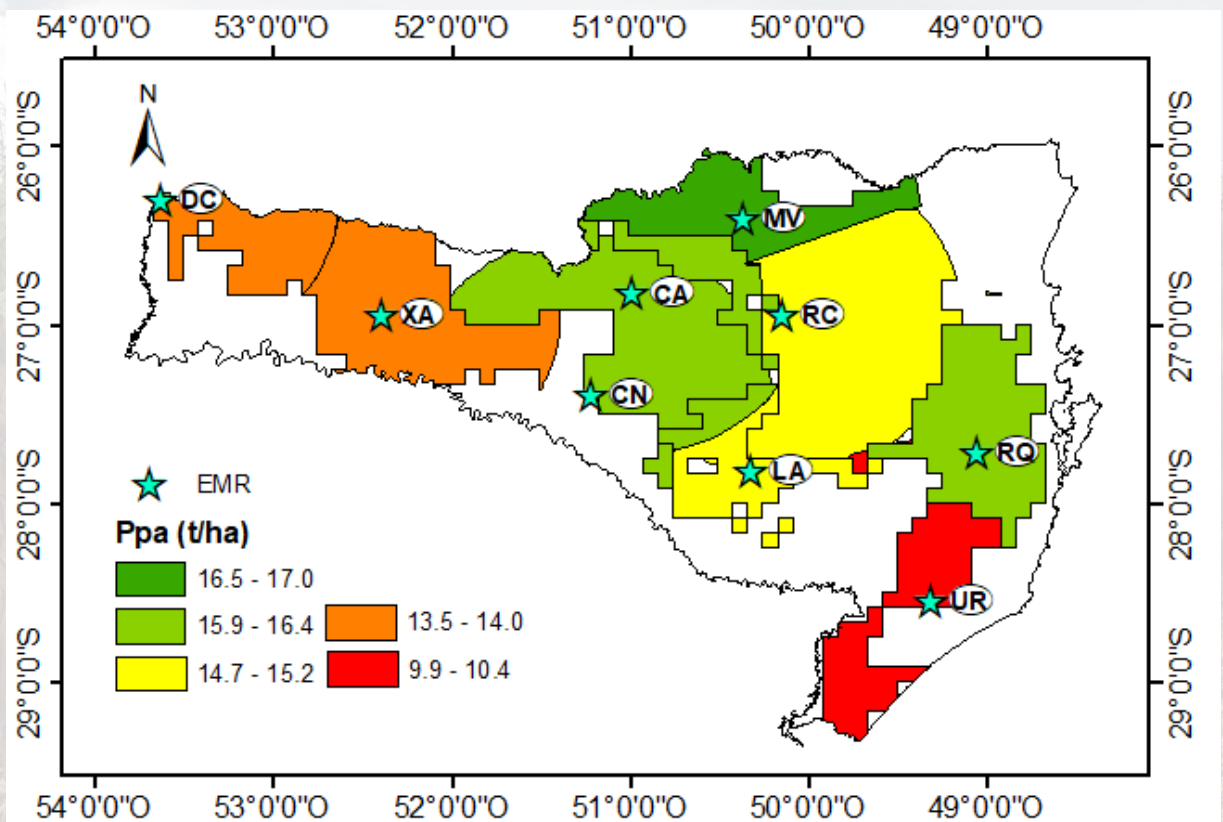 54°0'0"O 53°0'0"O 52°0'0"O 51°0'0"O 50°0'0"O 49°0'0"O
26°0'0"S
27°0'0"S
28°0'0"S
29°0'0"S
N
DC
MV
CA
XA
RC
CN
RQ
LA
UR
EMR
Ppa (t/ha)
16.5 - 17.0
15.9 - 16.4
14.7 - 15.2
13.5 - 14.0
9.9 - 10.4
26°0'0"S
27°0'0"S
28°0'0"S
29°0'0"S
54°0'0"O 53°0'0"O 52°0'0"O 51°0'0"O 50°0'0"O 49°0'0"O